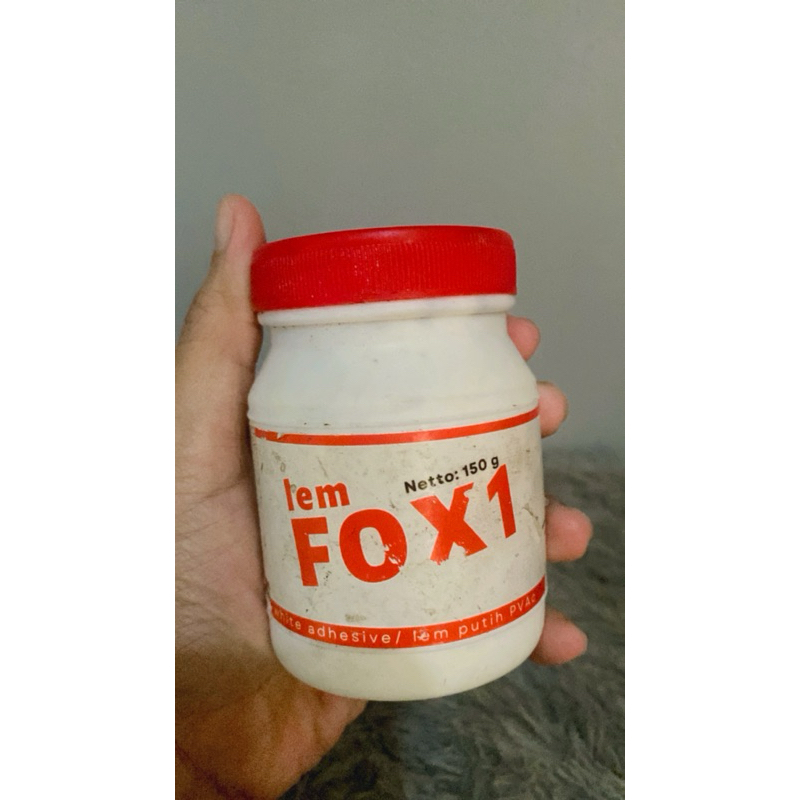 lem
Netto: 150 g
FOX1
white adhesive/ lem putih PVAc